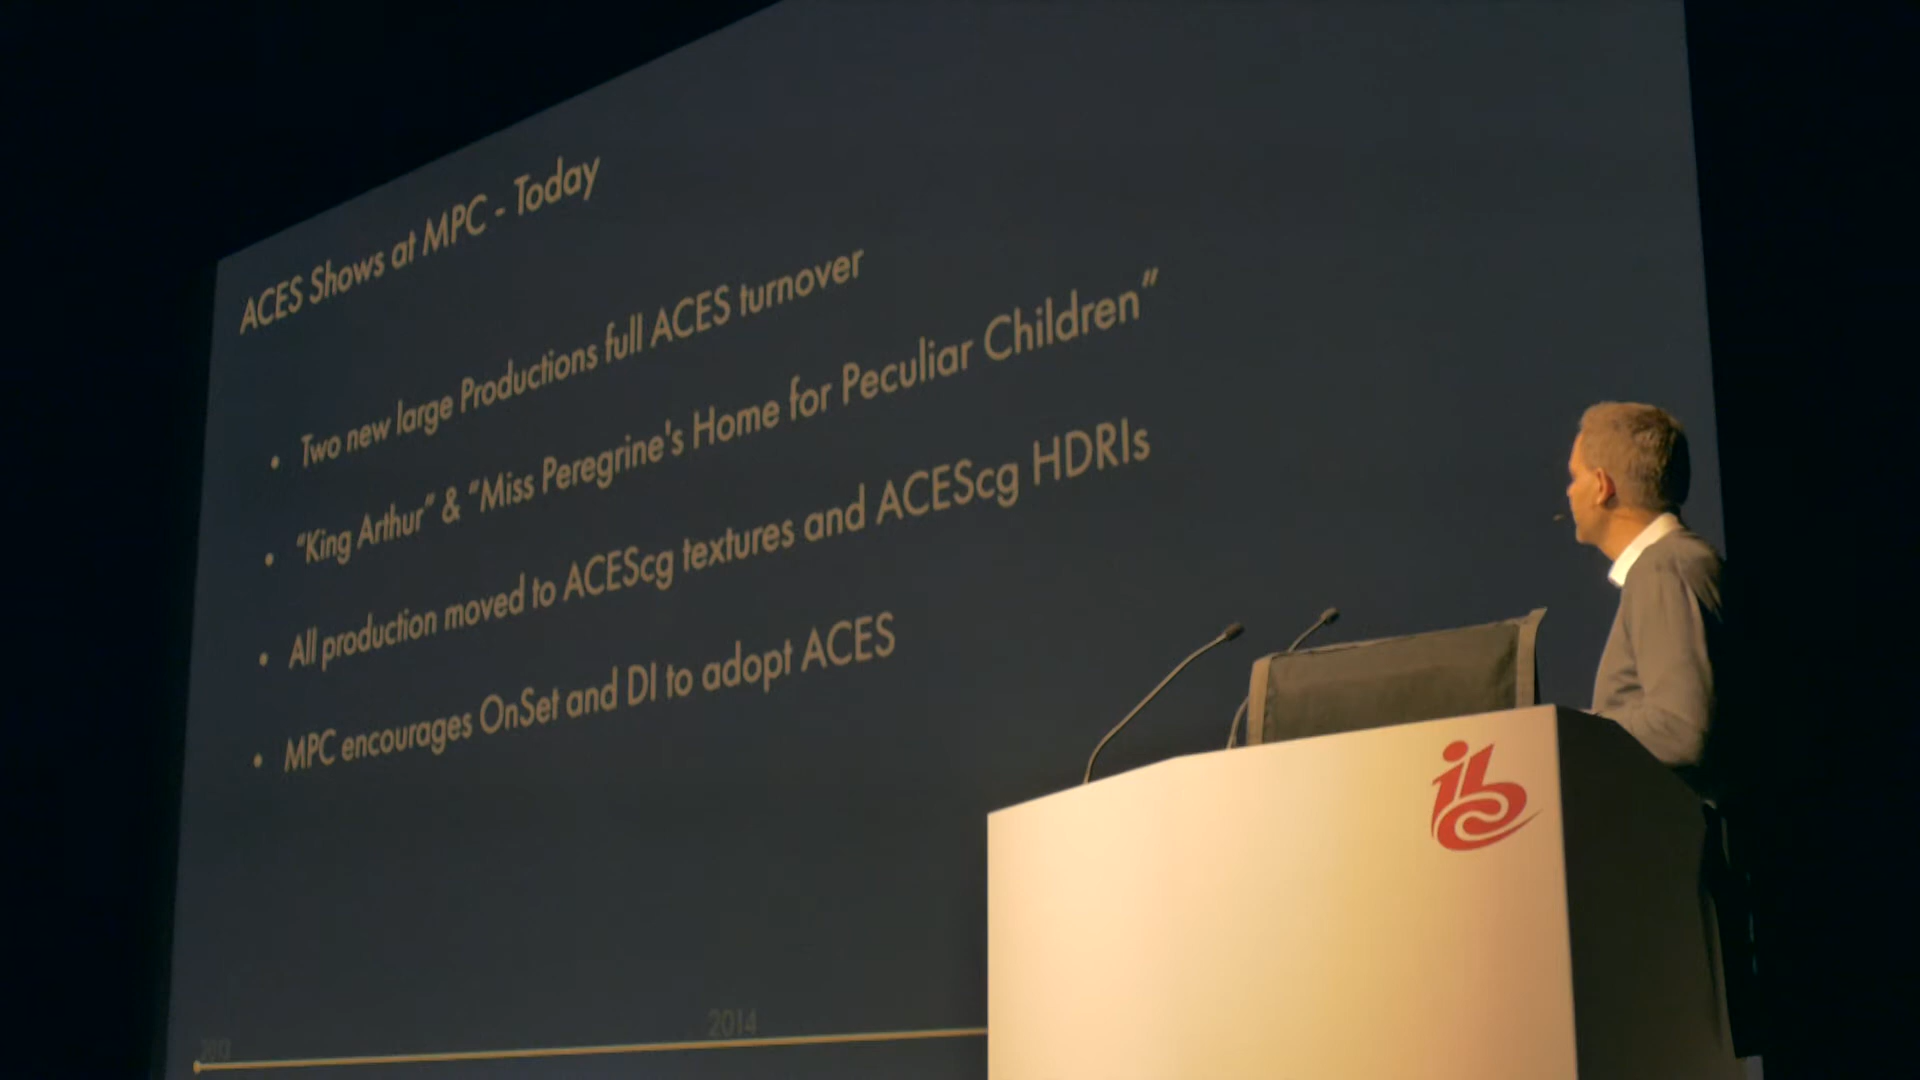 ACES Shows at MPC - Today
• Two new large Productions full ACES turnover
• "King Arthur" & "Miss Peregrine's Home for Peculiar Children"
• All production moved to ACEScg textures and ACEScg HDRIs
• MPC encourages OnSet and DI to adopt ACES
2013
2014
ibc